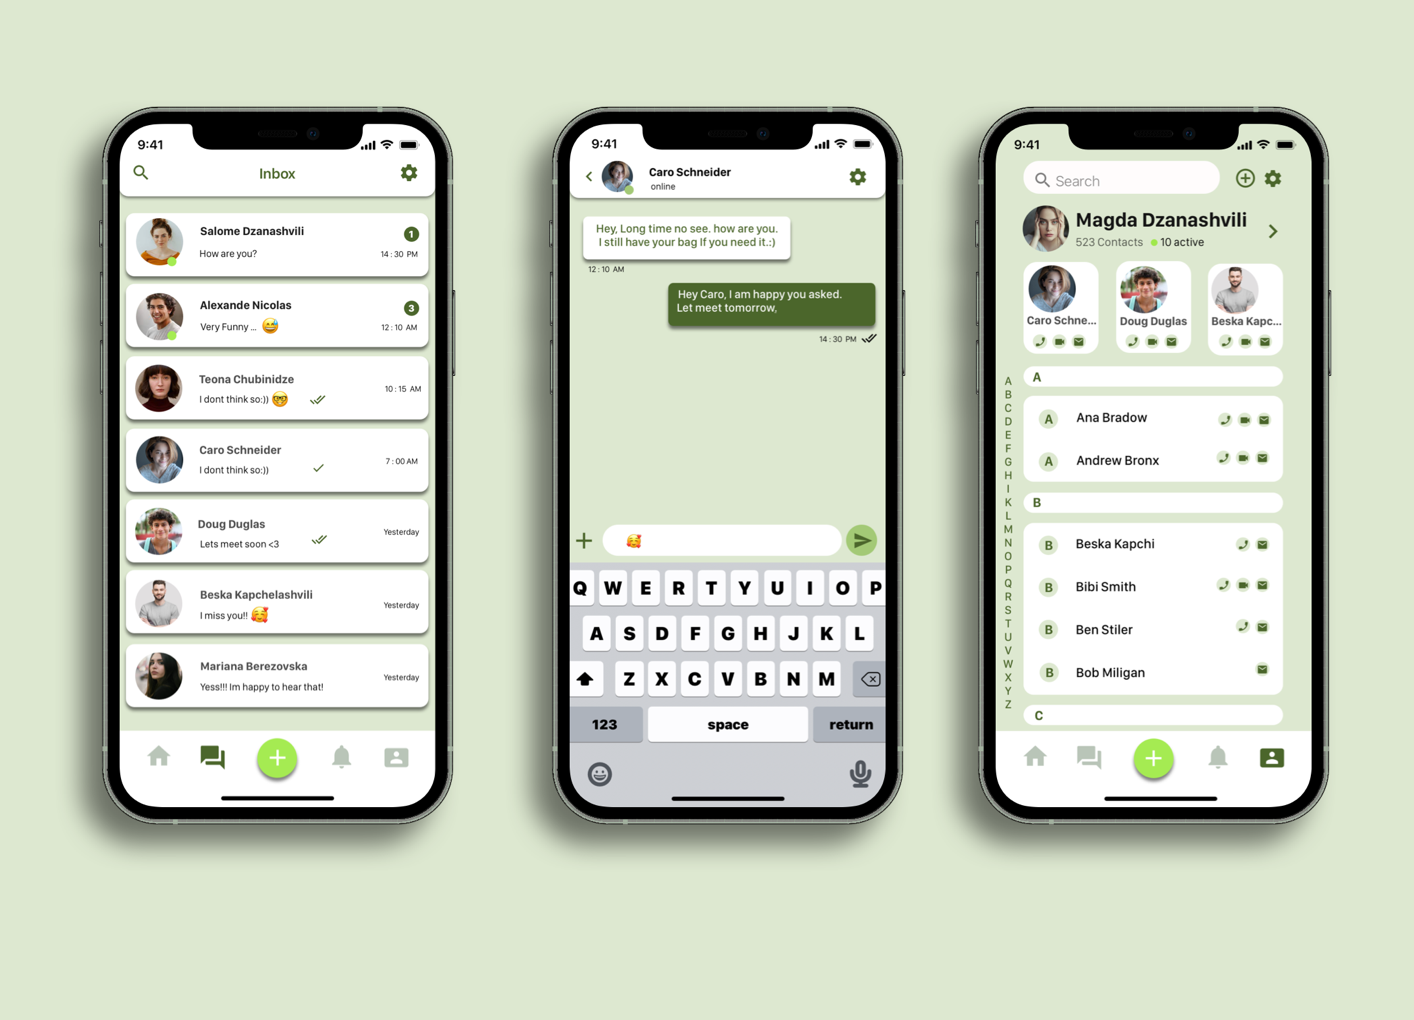 9:41
Inbox
Salome Dzanashvili
1
How are you?
14:30 PM
Alexande Nicolas
3
Very Funny ...
12:10 AM
Teona Chubinidze
10:15 AM
I dont think so:))
Caro Schneider
7:00 AM
I dont think so:))
Doug Duglas
Yesterday
Lets meet soon <3
Beska Kapchelashvili
Yesterday
I miss you!!
Mariana Berezovska
Yesterday
Yess!!! Im happy to hear that!
9:41
Caro Schneider
online
Hey, Long time no see. how are you.
I still have your bag If you need it.:)
12:10 AM
Hey Caro, I am happy you asked.
Let meet tomorrow,
14:30 PM
Q W E R T Y U I O P
A S D F G H J K L
Z X C V B N M
123 space return
9:41
Search
Magda Dzanashvili
523 Contacts 10 active
Caro Schne... Doug Duglas Beska Kapc...
A
A Ana Bradow
A Andrew Bronx
B
B Beska Kapchi
B Bibi Smith
B Ben Stiler
B Bob Miligan
C
A
B
C
D
E
F
G
H
I
K
L
M
N
O
P
Q
R
S
T
U
V
W
X
Y
Z